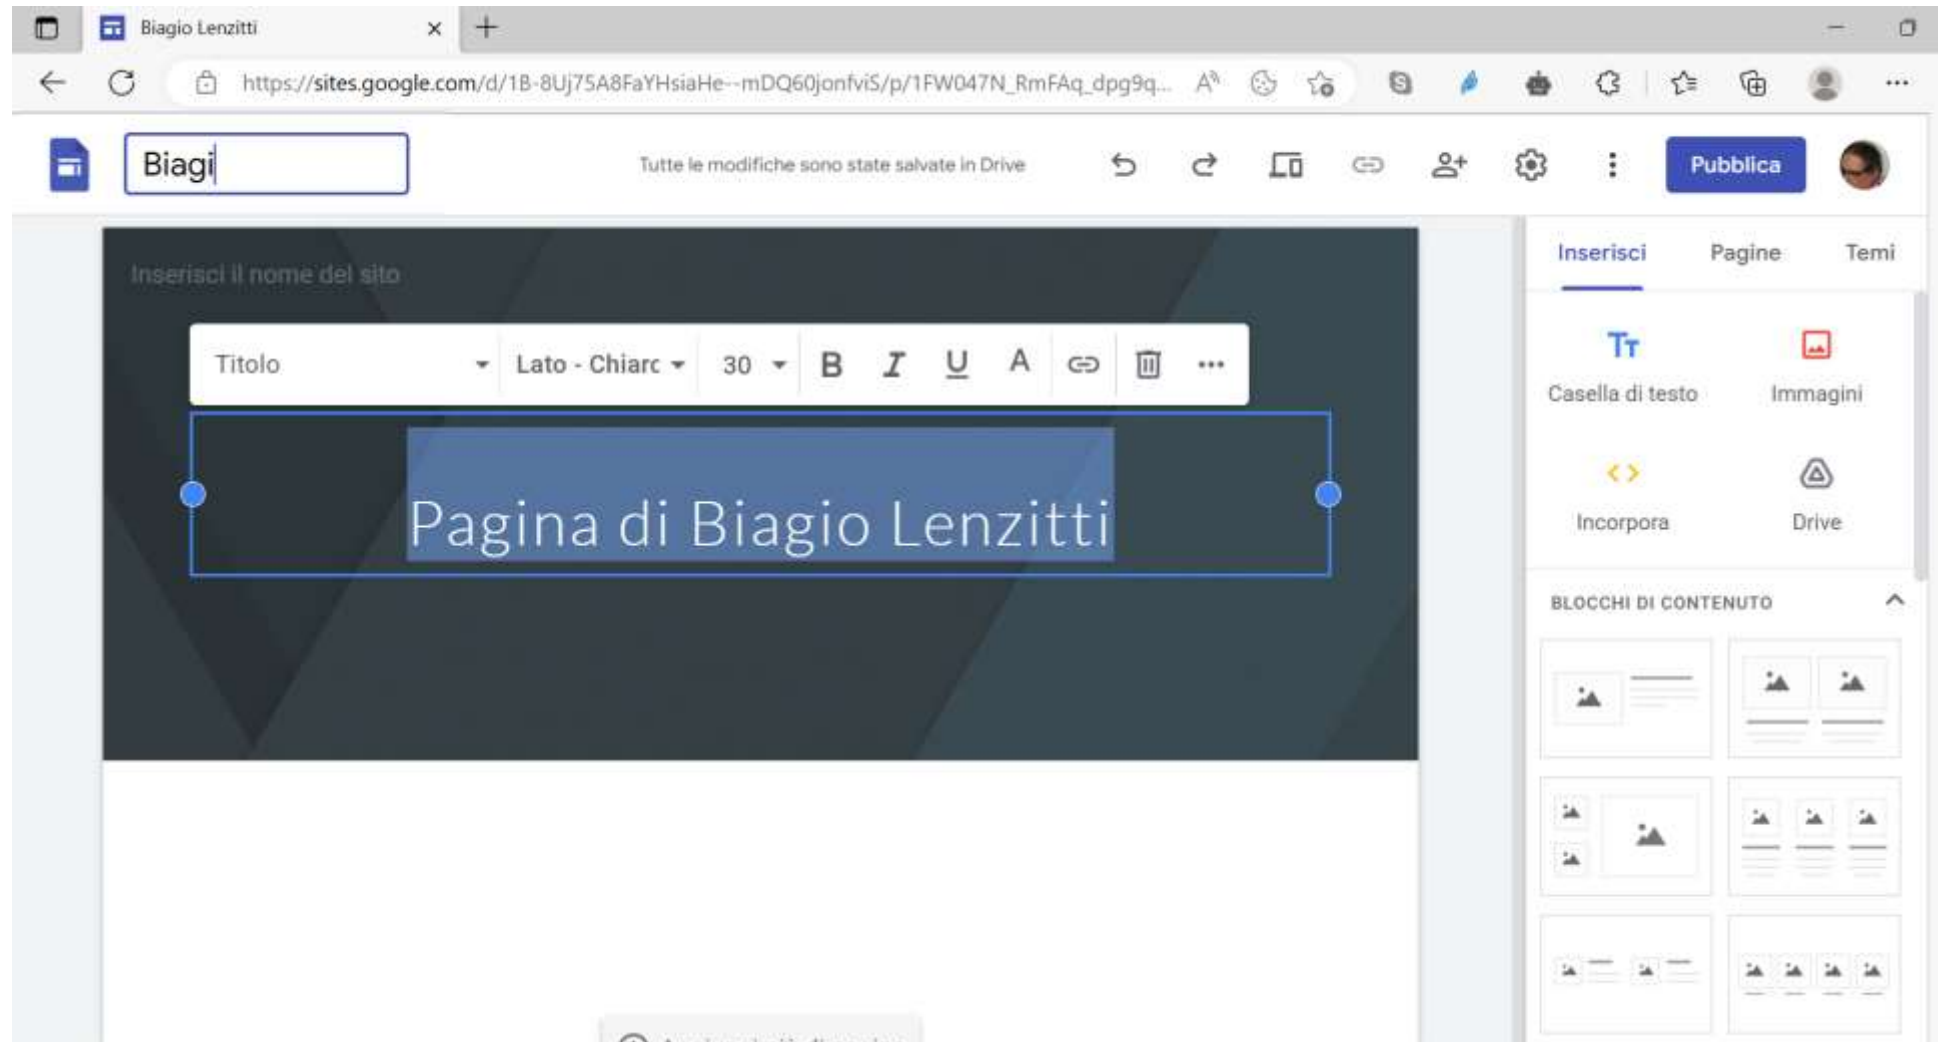 Biagio Lenzitti
https://sites.google.com/d/1B-8Uj75A8FaYHsiaHe--mDQ60jonfviS/p/1FW047N_RmFAq_dpg9q...
Biagi
Tutte le modifiche sono state salvate in Drive
Pubblica
Inserisci Pagine Temi
Inserisci il nome del sito
Titolo Lato - Chiarc 30 B I U A
Pagina di Biagio Lenzitti
Casella di testo Immagini
Incorpora Drive
BLOCCHI DI CONTENUTO